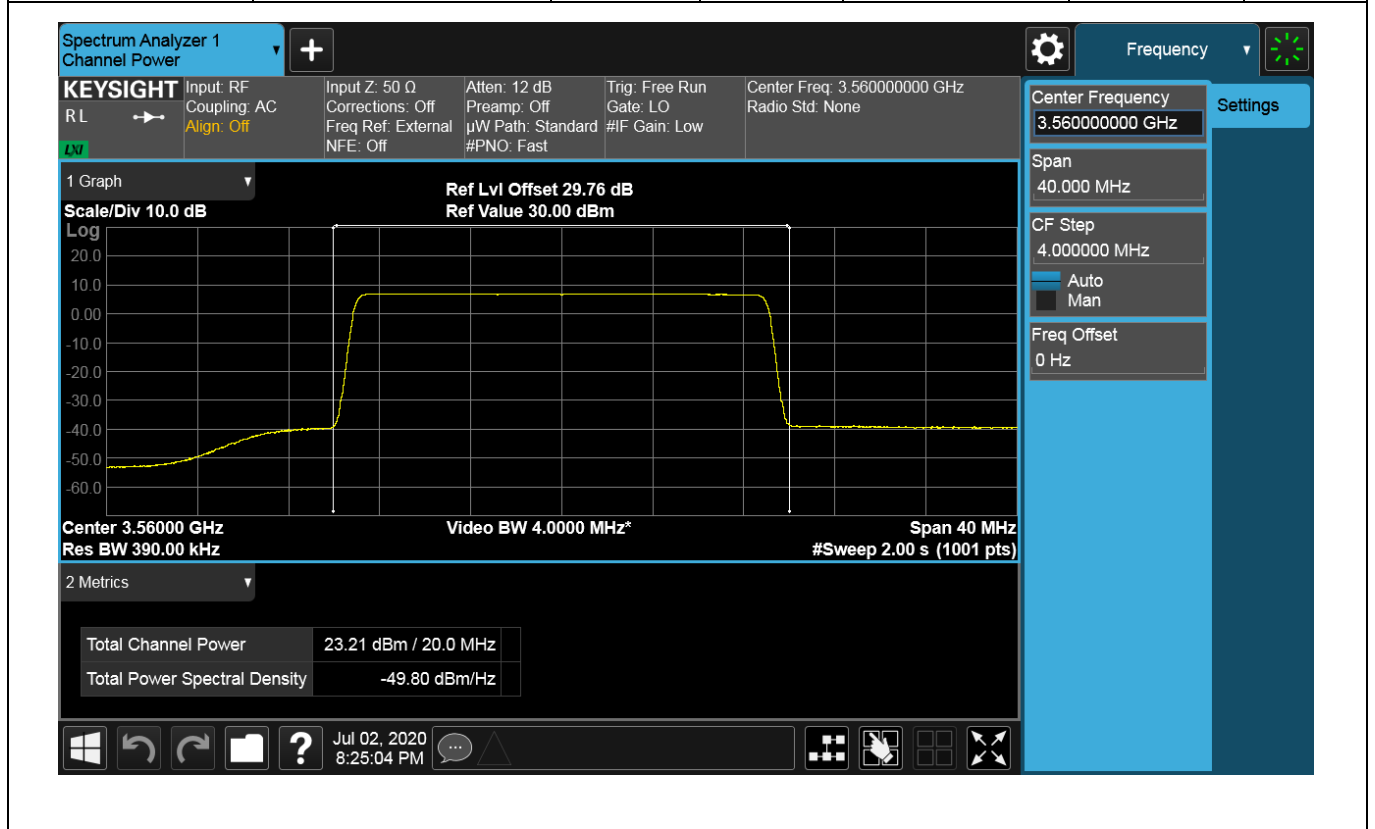 Spectrum Analyzer 1
Channel Power
+
Frequency
KEYSIGHT
RL
LXI
Input: RF
Coupling: AC
Align: Off
Input Z: 50 Ω
Corrections: Off
Freq Ref: External
NFE: Off
Atten: 12 dB
Preamp: Off
µW Path: Standard
#PNO: Fast
Trig: Free Run
Gate: LO
#IF Gain: Low
Center Freq: 3.560000000 GHz
Radio Std: None
Center Frequency
3.560000000 GHz
Settings
Span
40.000 MHz
CF Step
4.000000 MHz
Auto
Man
Freq Offset
0 Hz
1 Graph
Ref Lvl Offset 29.76 dB
Scale/Div 10.0 dB
Ref Value 30.00 dBm
Log
20.0
10.0
0.00
-10.0
-20.0
-30.0
-40.0
-50.0
-60.0
Center 3.56000 GHz
Video BW 4.0000 MHz*
Span 40 MHz
Res BW 390.00 kHz
#Sweep 2.00 s (1001 pts)
2 Metrics
Total Channel Power 23.21 dBm / 20.0 MHz
Total Power Spectral Density -49.80 dBm/Hz
?
Jul 02, 2020
8:25:04 PM